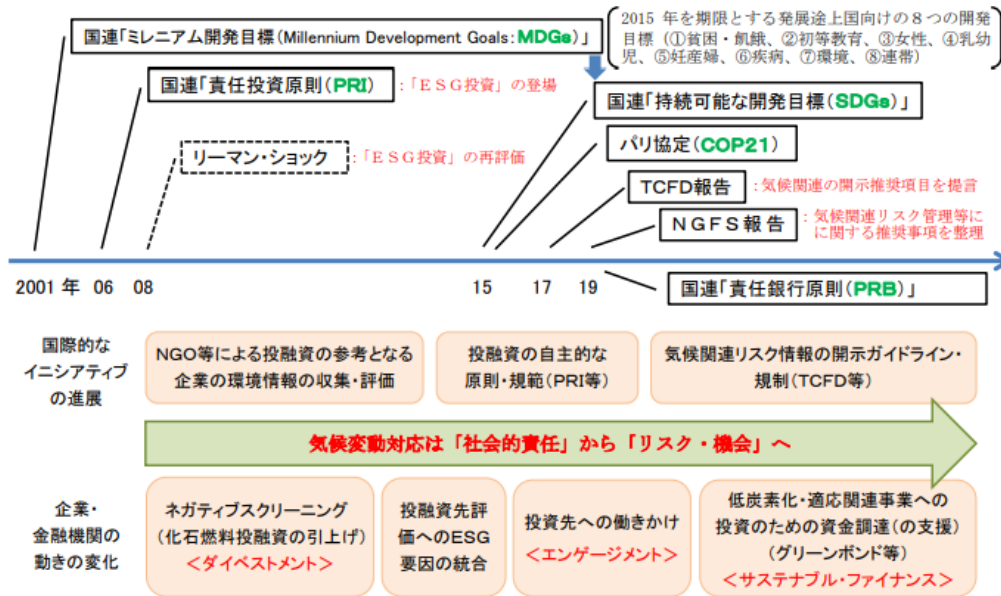 国連「ミレニアム開発目標(Millennium Development Goals:MDGs)」
2015 年を期限とする発展途上国向けの８つの開発
目標（①貧困・飢餓、②初等教育、③女性、④乳幼
児、⑤妊産婦、⑥疾病、⑦環境、⑧連帯）
国連「責任投資原則(PRI)
：「ＥＳＧ投資」の登場
国連「持続可能な開発目標(SDGs)」
リーマン・ショック
：「ＥＳＧ投資」の再評価
パリ協定(COP21)
TCFD報告
：気候関連の開示推奨項目を提言
ＮＧＦＳ報告
：気候関連リスク管理等に
に関する推奨事項を整理
2001 年 06 08 15 17 19
国連「責任銀行原則(PRB)」
国際的な
イニシアティブ
の進展
NGO等による投融資の参考となる
企業の環境情報の収集・評価
投融資の自主的な
原則・規範(PRI等)
気候関連リスク情報の開示ガイドライン・
規制(TCFD等)
気候変動対応は「社会的責任」から「リスク・機会」へ
企業・
金融機関の
動きの変化
ネガティブスクリーニング
(化石燃料投融資の引上げ)
＜ダイベストメント＞
投融資先評
価へのESG
要因の統合
投資先への働きかけ
＜エンゲージメント＞
低炭素化・適応関連事業への
投資のための資金調達(の支援)
(グリーンボンド等)
＜サステナブル・ファイナンス＞